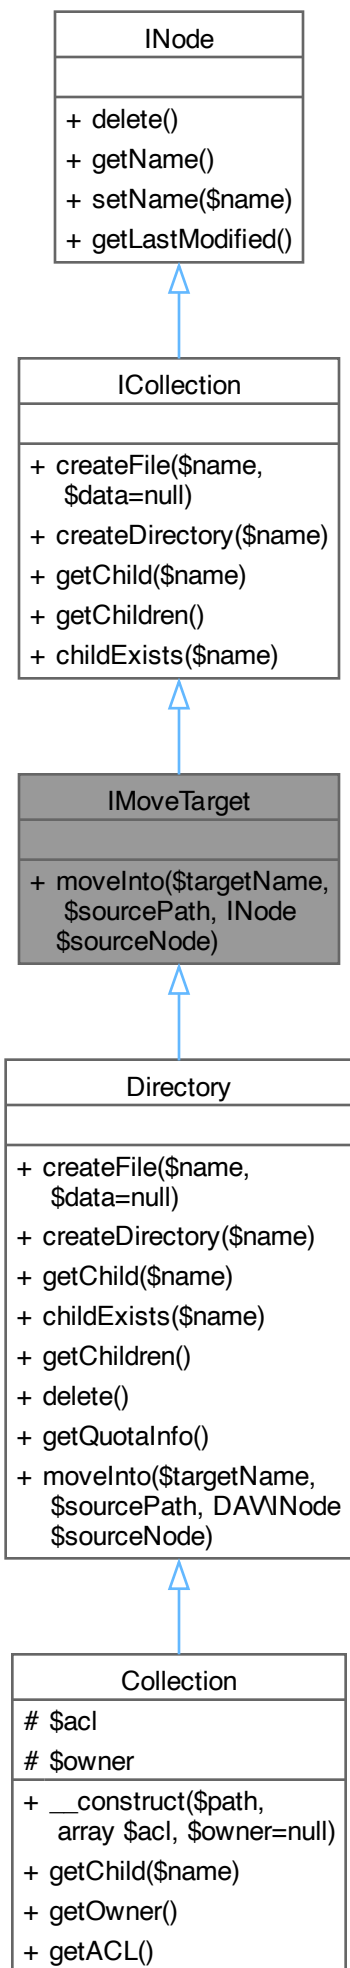 INode
+ delete()
+ getName()
+ setName($name)
+ getLastModified()
ICollection
+ createFile($name,
$data=null)
+ createDirectory($name)
+ getChild($name)
+ getChildren()
+ childExists($name)
IMoveTarget
+ moveInto($targetName,
$sourcePath, INode
$sourceNode)
Directory
+ createFile($name,
$data=null)
+ createDirectory($name)
+ getChild($name)
+ childExists($name)
+ getChildren()
+ delete()
+ getQuotaInfo()
+ moveInto($targetName,
$sourcePath, DAV\INode
$sourceNode)
Collection
# $acl
# $owner
+ __construct($path,
array $acl, $owner=null)
+ getChild($name)
+ getOwner()
+ getACL()